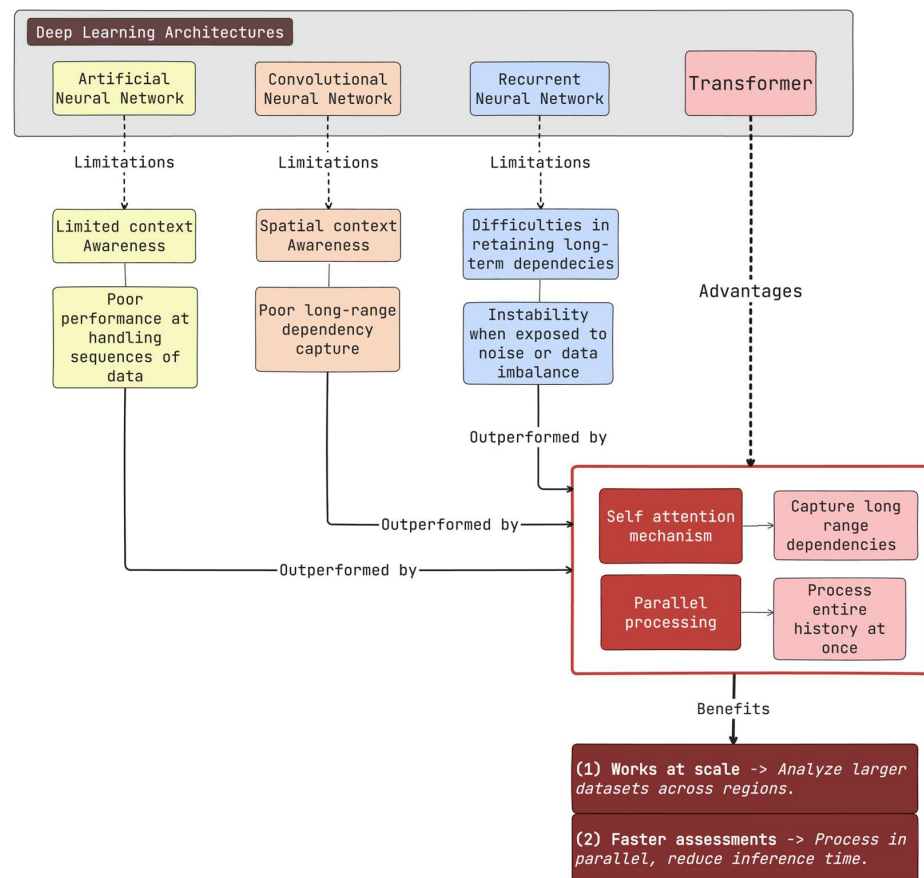 Deep Learning Architectures
Artificial
Neural Network
Convolutional
Neural Network
Recurrent
Neural Network
Transformer
Limitations
Limitations
Limitations
Limited context
Awareness
Spatial context
Awareness
Difficulties in
retaining long-
term dependecies
Advantages
Poor
performance at
handling
sequences of
data
Poor long-range
dependency
capture
Instability
when exposed to
noise or data
imbalance
Outperformed by
Self attention
mechanism
Capture long
range
dependencies
Outperformed by
Outperformed by
Parallel
processing
Process
entire
history at
once
Benefits
(1) Works at scale -> Analyze larger
datasets across regions.
(2) Faster assessments -> Process in
parallel, reduce inference time.